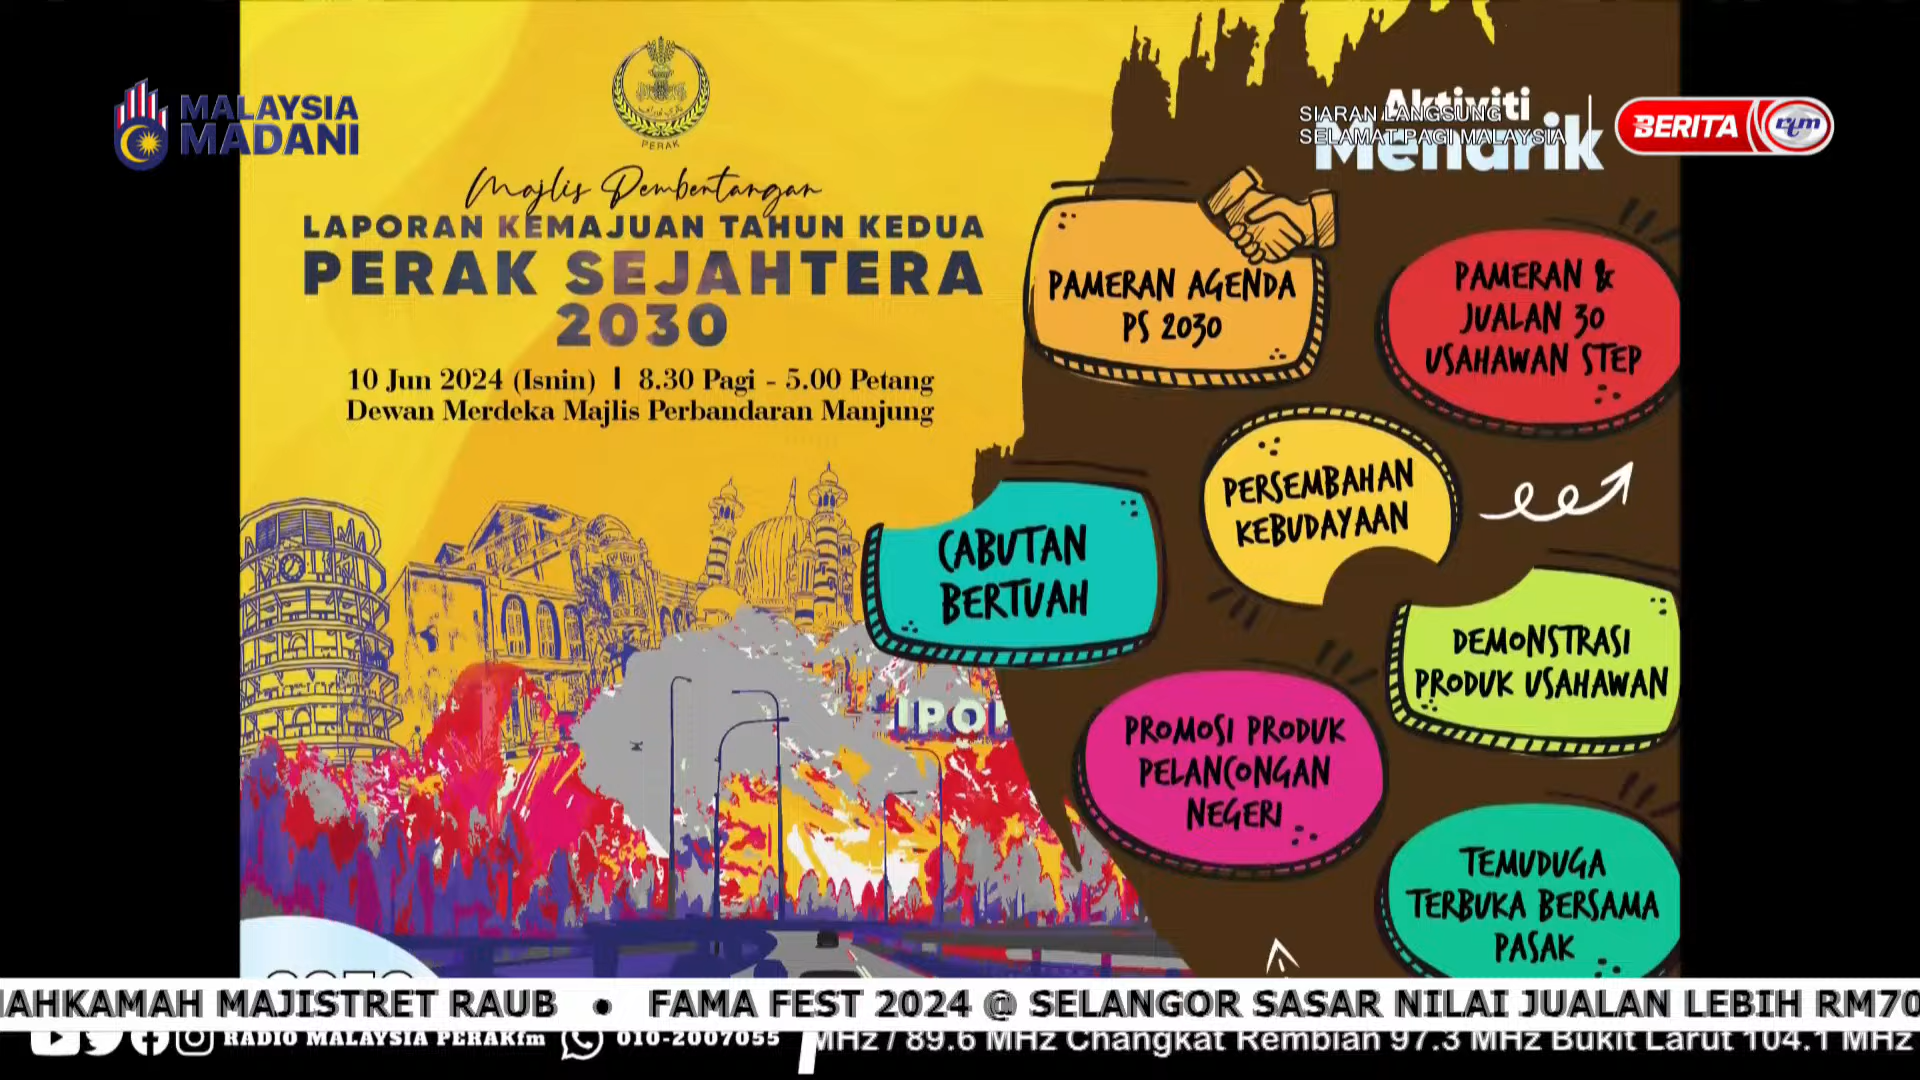 MALAYSIA
MADANI
PERAK
Majlis Pembentangan
LAPORAN KEMAJUAN TAHUN KEDUA
PERAK SEJAHTERA
2030
10 Jun 2024 (Isnin) | 8.30 Pagi - 5.00 Petang
Dewan Merdeka Majlis Perbandaran Manjung
Aktiviti
Menarik
SIARAN LANGSUNG
SELAMAT PAGI MALAYSIA
BERITA rtm
PAMERAN AGENDA
PS 2030
PAMERAN &
JUALAN 30
USAHAWAN STEP
PERSEMBAHAN
KEBUDAYAAN
CABUTAN
BERTUAH
DEMONSTRASI
PRODUK USAHAWAN
PROMOSI PRODUK
PELANCONGAN
NEGERI
TEMUDUGA
TERBUKA BERSAMA
PASAK
IPOH
MAHKAMAH MAJISTRET RAUB • FAMA FEST 2024 @ SELANGOR SASAR NILAI JUALAN LEBIH RM70
RADIO MALAYSIA PERAKfm 010-2007055
MHz / 89.6 MHz Changkat Rembian 97.3 MHz Bukit Larut 104.1 MHz